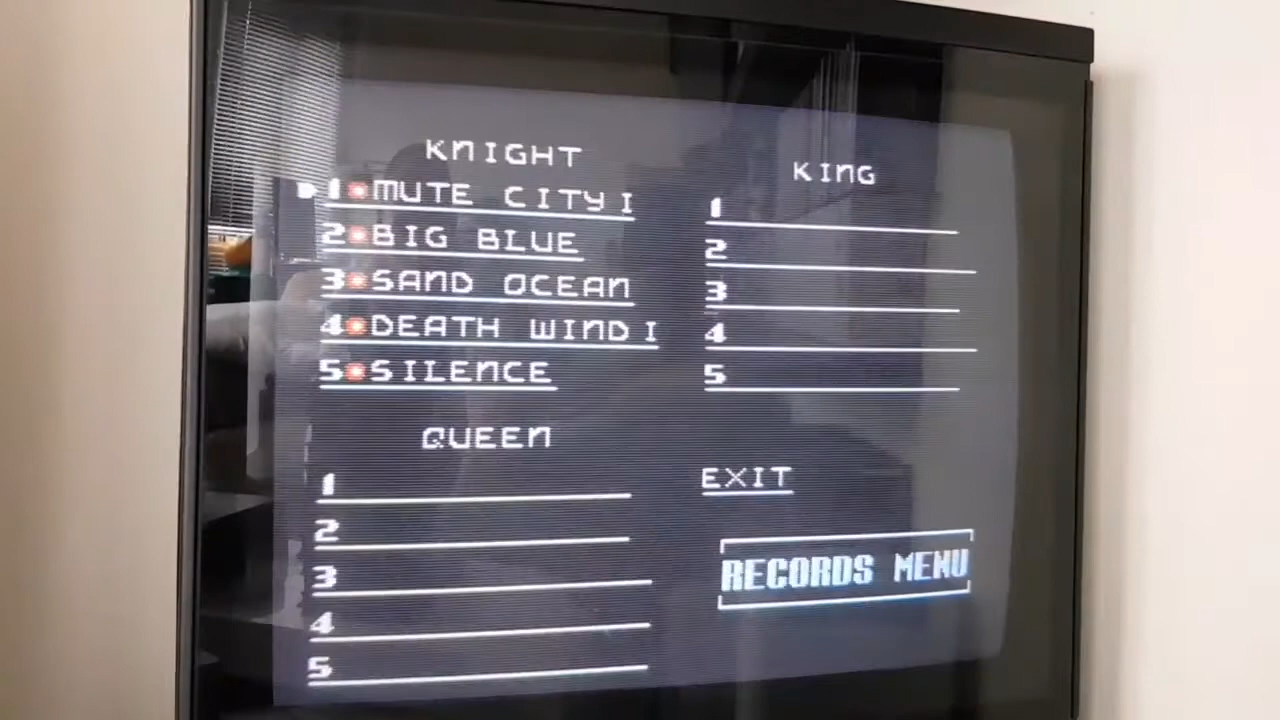 KNIGHT
1 MUTE CITY I
2 BIG BLUE
3 SAND OCEAN
4 DEATH WIND I
5 SILENCE
QUEEN
1
2
3
4
5
KING
1
2
3
4
5
EXIT
RECORDS MENU